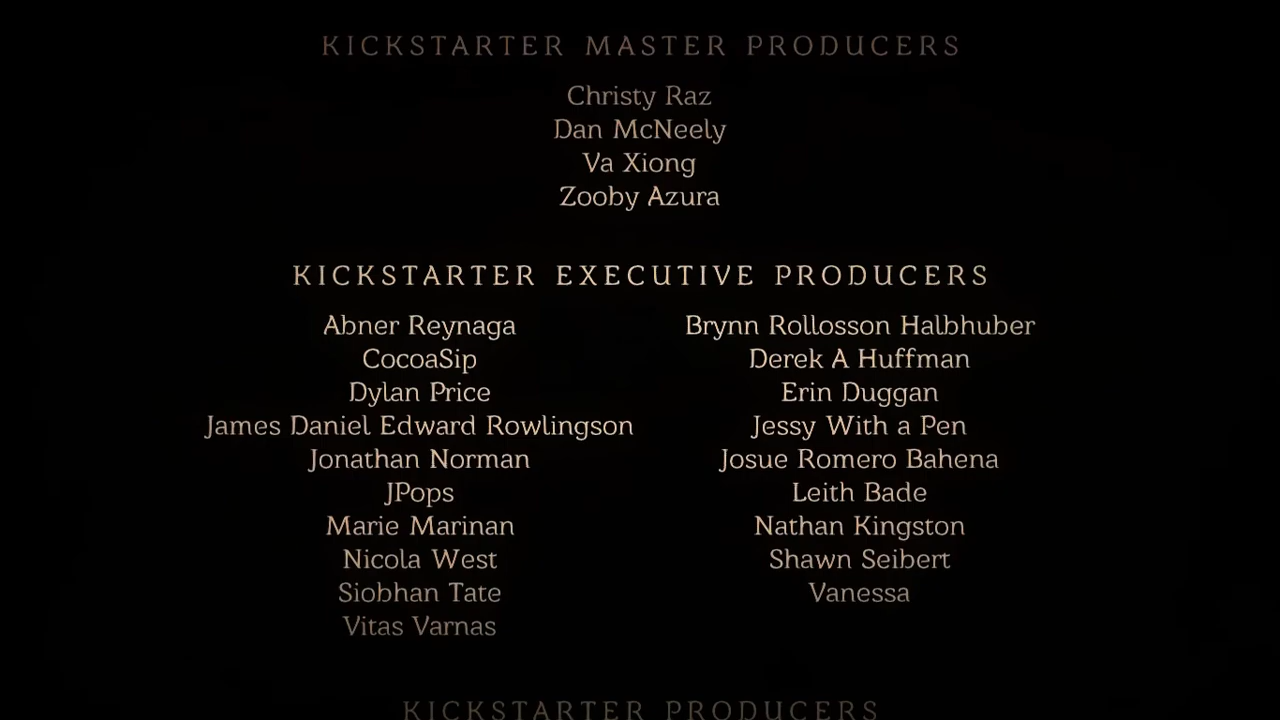 KICKSTARTER MASTER PRODUCERS
Christy Raz
Dan McNeely
Va Xiong
Zooby Azura
KICKSTARTER EXECUTIVE PRODUCERS
Abner Reynaga
Brynn Rollosson Halbhuber
CocoaSip
Derek A Huffman
Dylan Price
Erin Duggan
James Daniel Edward Rowlingson
Jessy With a Pen
Jonathan Norman
Josue Romero Bahena
JPops
Leith Bade
Marie Marinan
Nathan Kingston
Nicola West
Shawn Seibert
Siobhan Tate
Vanessa
Vitas Varnas
KICKSTARTER PRODUCERS